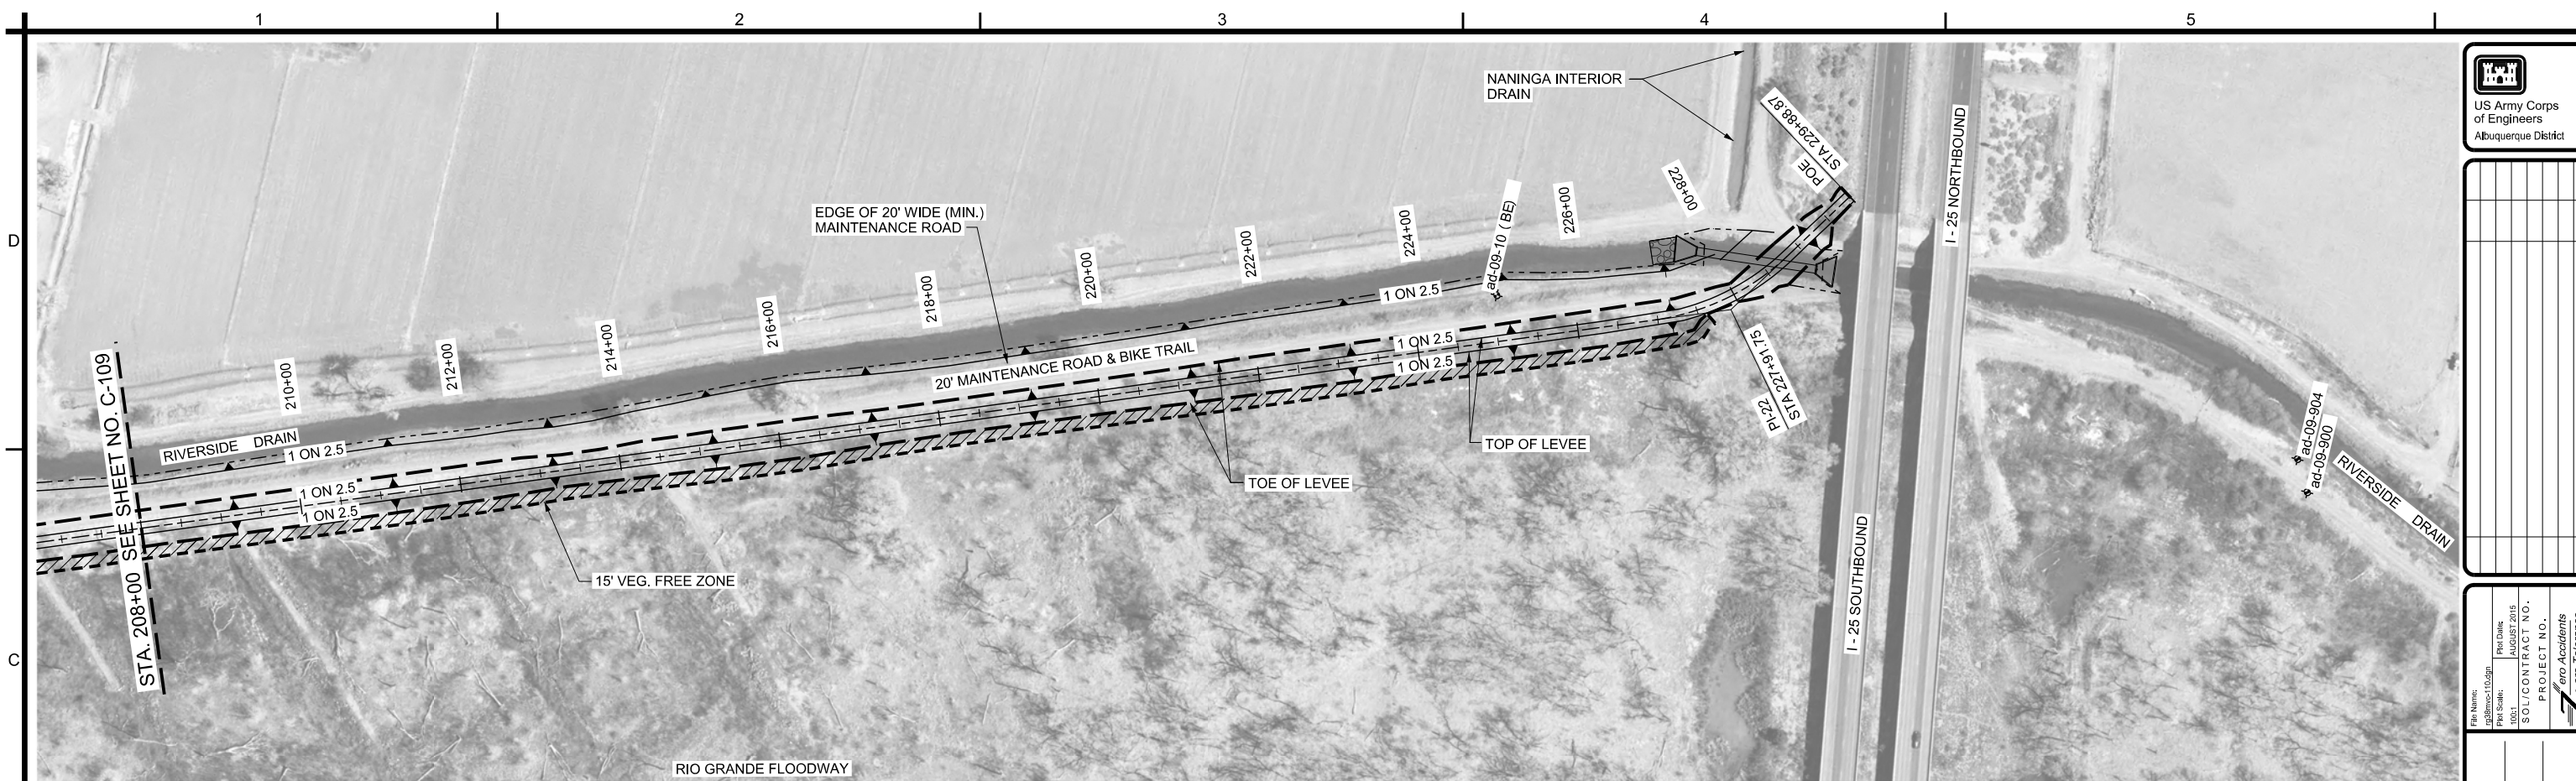 1
2
3
4
5
D
C
NANINGA INTERIOR
DRAIN
EDGE OF 20' WIDE (MIN.)
MAINTENANCE ROAD
210+00
212+00
214+00
216+00
218+00
220+00
222+00
224+00
226+00
228+00
ad-09-10 ( BE)
POE
STA 229+88.87
I - 25 NORTHBOUND
I - 25 SOUTHBOUND
1 ON 2.5
20' MAINTENANCE ROAD & BIKE TRAIL
1 ON 2.5
1 ON 2.5
RIVERSIDE DRAIN
1 ON 2.5
1 ON 2.5
1 ON 2.5
PI-22
STA 227+91.75
TOP OF LEVEE
TOE OF LEVEE
15' VEG. FREE ZONE
STA. 208+00 SEE SHEET NO. C-109
ad-09-904
ad-09-900
RIVERSIDE DRAIN
RIO GRANDE FLOODWAY
US Army Corps
of Engineers
Albuquerque District
File Name:
rg38mvc-110.dgn
Plot Scale:
100:1
Plot Date:
AUGUST 2015
SOL/CONTRACT NO.
PROJECT NO.
Zero Accidents